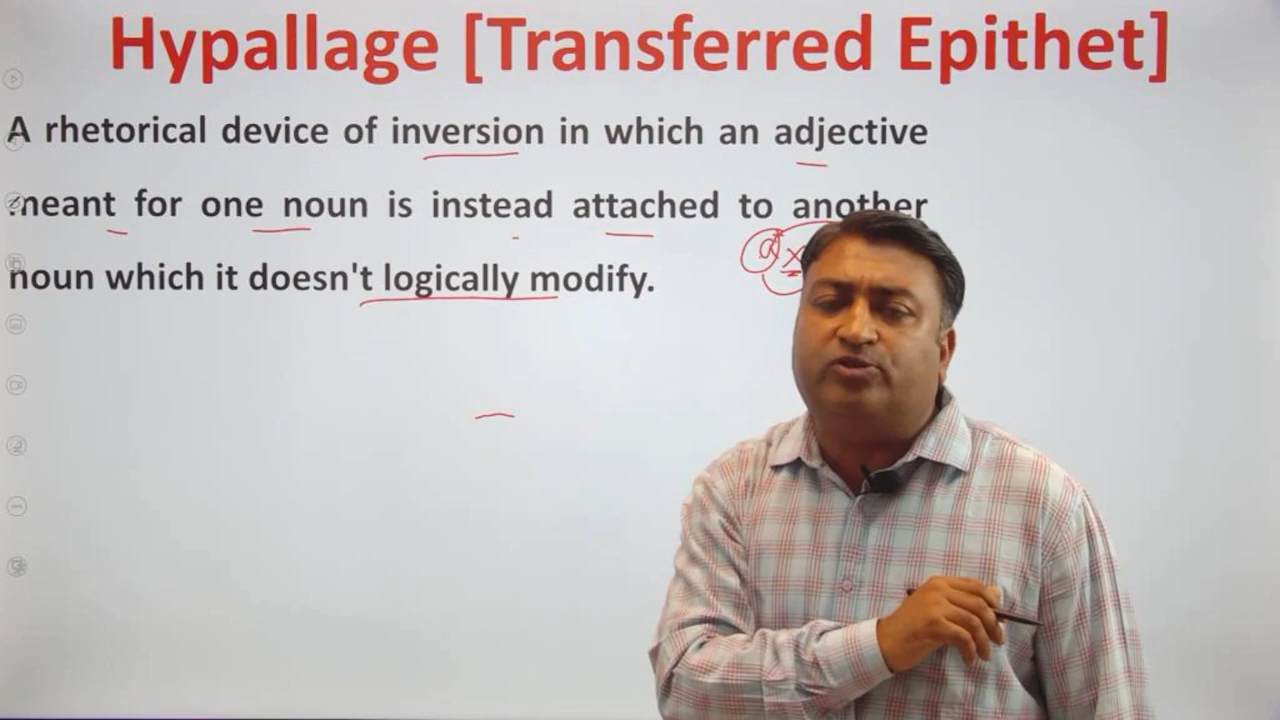 Hypallage [Transferred Epithet]
A rhetorical device of inversion in which an adjective
meant for one noun is instead attached to another
noun which it doesn't logically modify.
a x